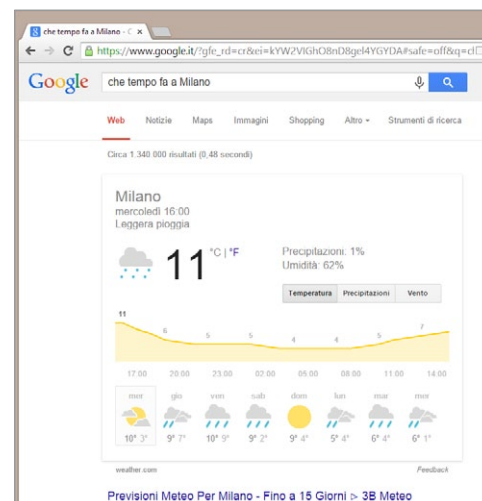 che tempo fa a Milano - C
https://www.google.it/?gfe_rd=cr&ei=kYW2VIGhO8nD8gel4YGYDA#safe=off&q=
Google che tempo fa a Milano
Web Notizie Maps Immagini Shopping Altro Strumenti di ricerca
Circa 1.340.000 risultati (0,48 secondi)
Milano
mercoledì 16:00
Leggera pioggia
11 °C | °F
Precipitazioni: 1%
Umidità: 62%
Temperatura Precipitazioni Vento
11 6 5 5 4 4 5 7
17:00 20:00 23:00 02:00 05:00 08:00 11:00 14:00
mer gio ven sab dom lun mar mer
10° 3° 9° 7° 10° 9° 9° 2° 9° 4° 5° 4° 6° 4° 6° 1°
weather.com Feedback
Previsioni Meteo Per Milano - Fino a 15 Giorni ▷ 3B Meteo